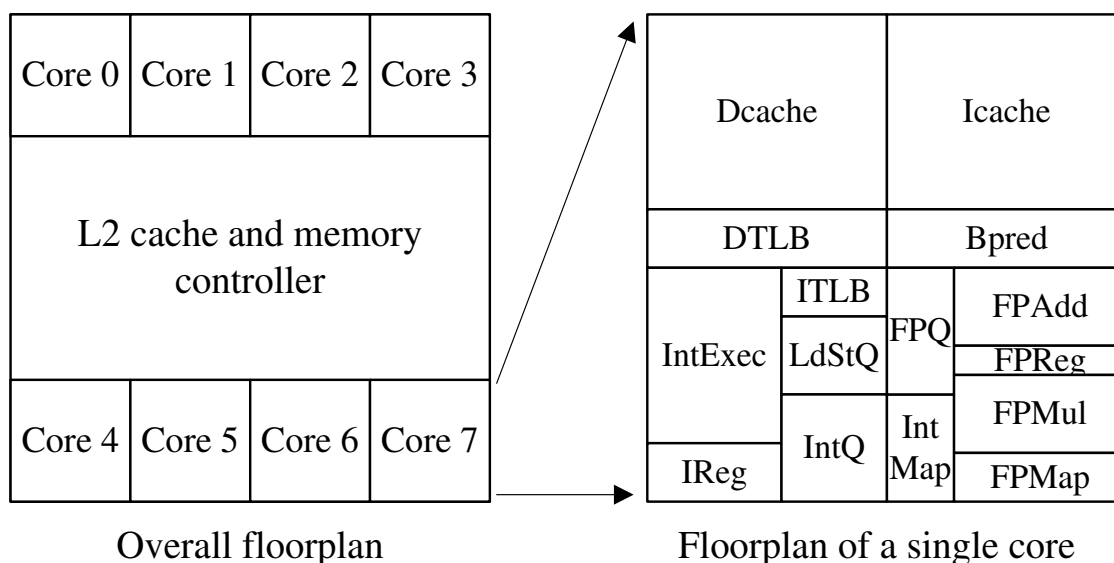 Core 0
Core 1
Core 2
Core 3
L2 cache and memory
controller
Core 4
Core 5
Core 6
Core 7
Overall floorplan
Dcache
Icache
DTLB
Bpred
IntExec
ITLB
LdStQ
FPQ
FPAdd
FPReg
FPMul
IReg
IntQ
Int
Map
FPMap
Floorplan of a single core